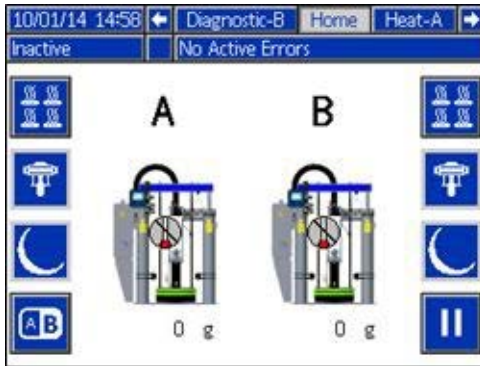 10/01/14 14:58 Diagnostic-B Home Heat-A
Inactive No Active Errors
A B
0 g 0 g
A B